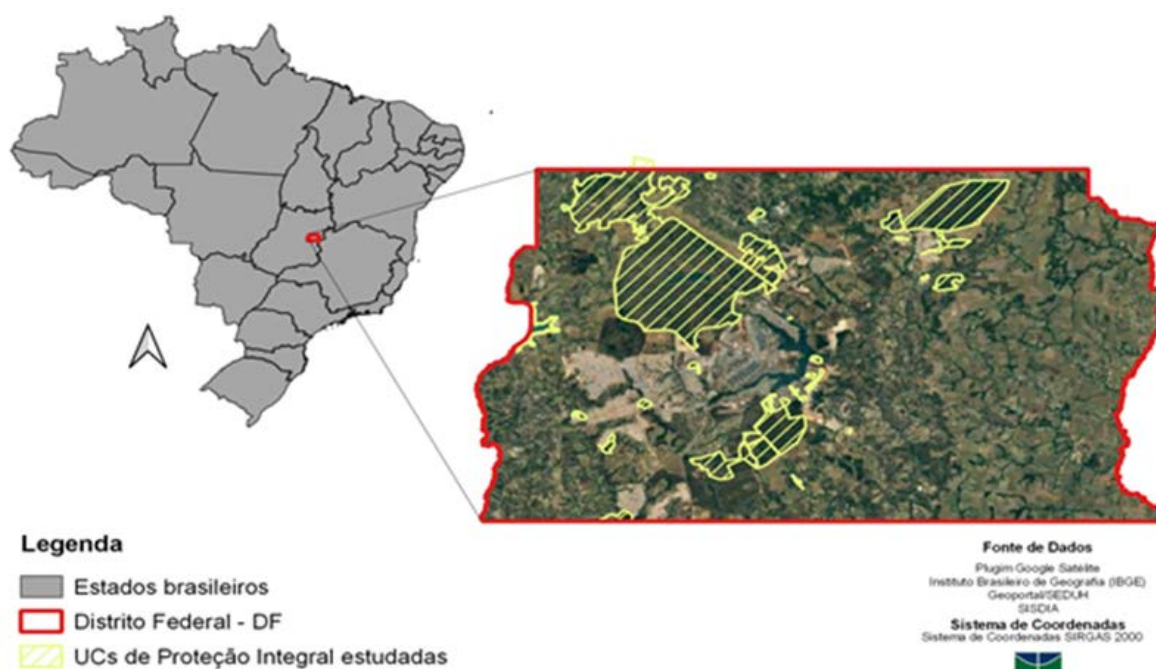 Legenda
Estados brasileiros
Distrito Federal - DF
UCs de Proteção Integral estudadas
Fonte de Dados
Plugim Google Satélite
Instituto Brasileiro de Geografia (IBGE)
Geoportal/SEDUH
SISDIA
Sistema de Coordenadas
Sistema de Coordenadas SIRGAS 2000